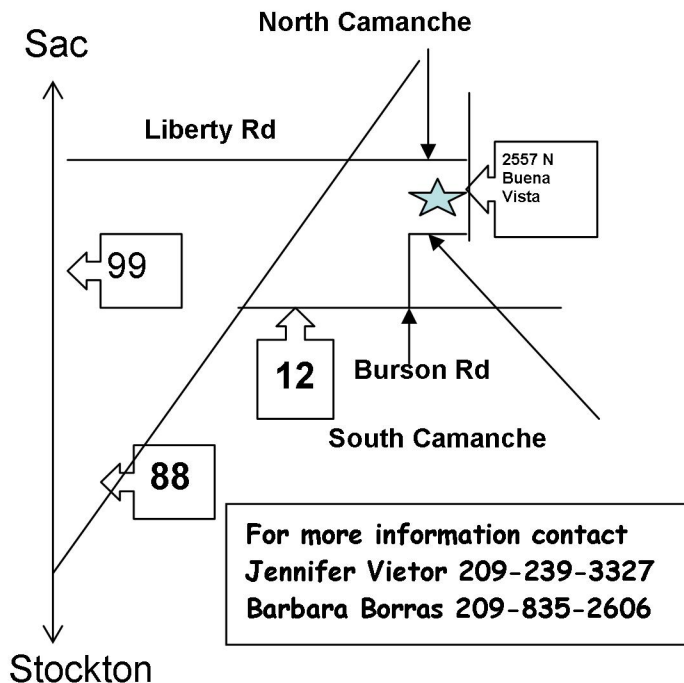 North Camanche
Sac
Liberty Rd
2557 N
Buena
Vista
99
12
Burson Rd
South Camanche
88
For more information contact
Jennifer Vietor 209-239-3327
Barbara Borras 209-835-2606
Stockton